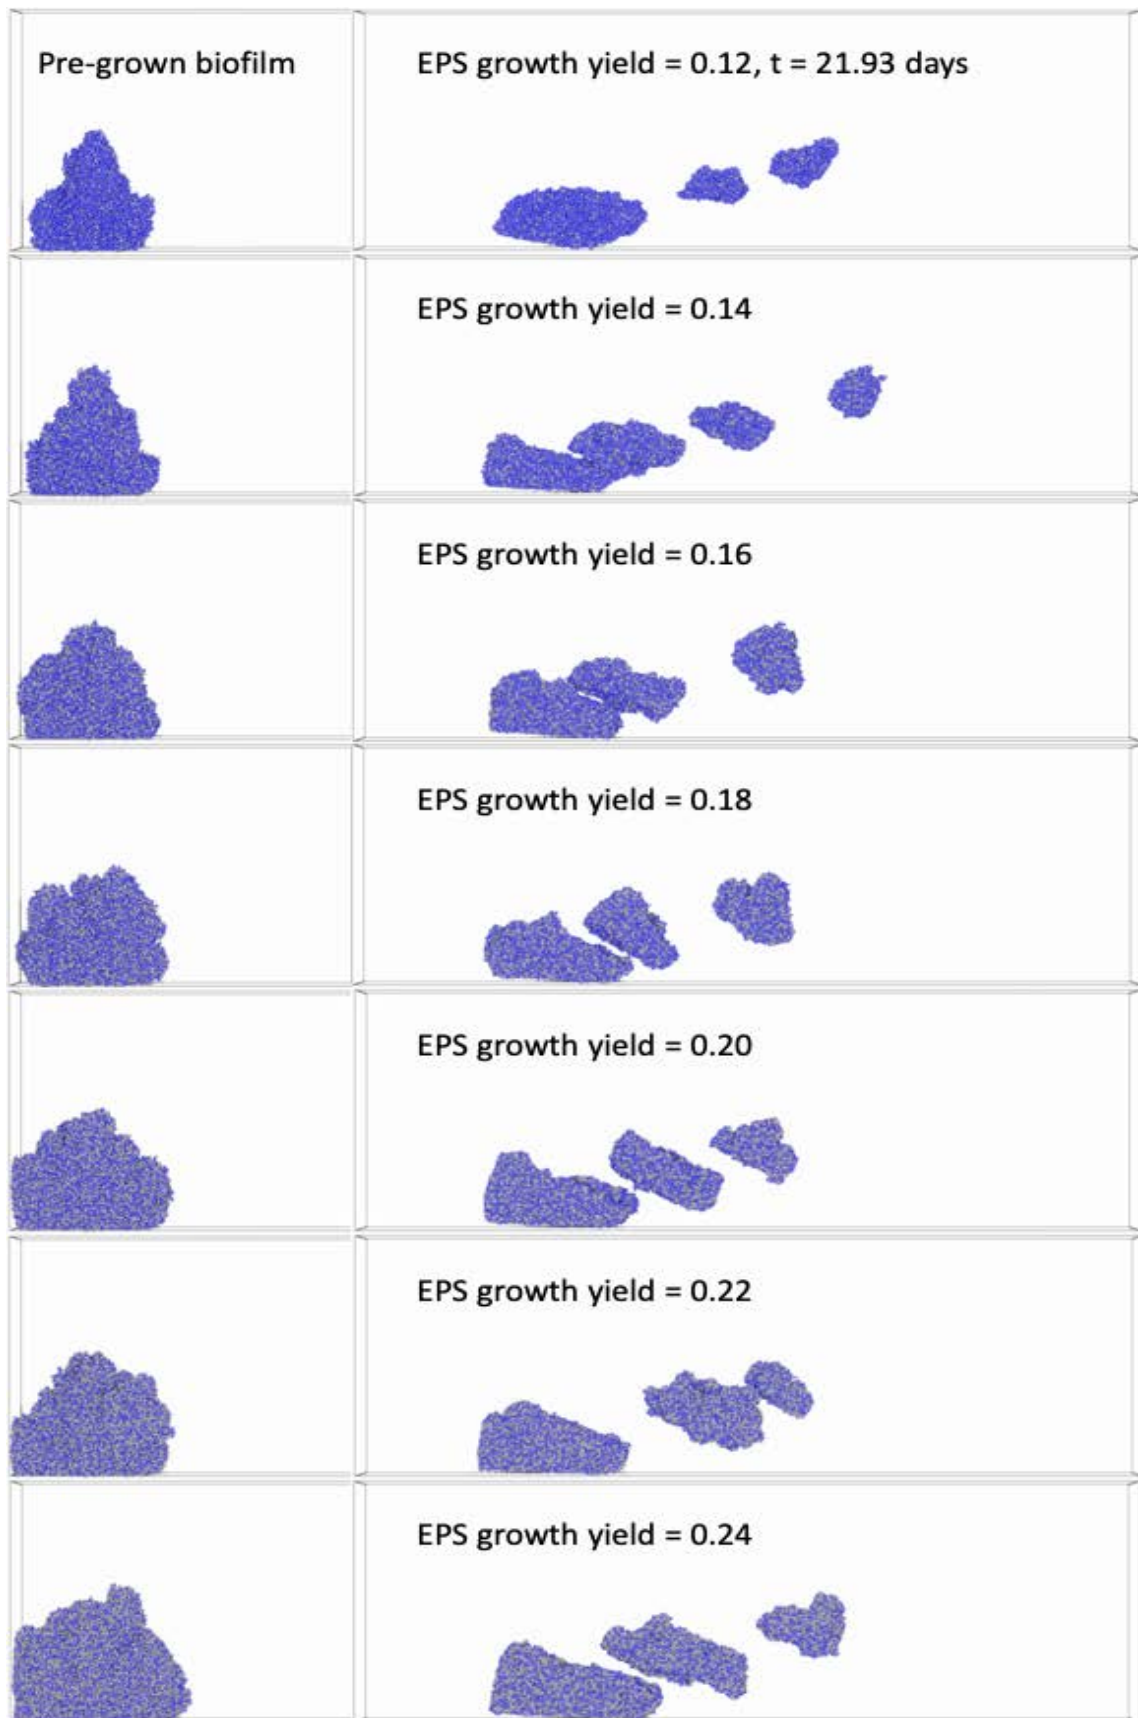 Pre-grown biofilm
EPS growth yield = 0.12, t = 21.93 days
EPS growth yield = 0.14
EPS growth yield = 0.16
EPS growth yield = 0.18
EPS growth yield = 0.20
EPS growth yield = 0.22
EPS growth yield = 0.24